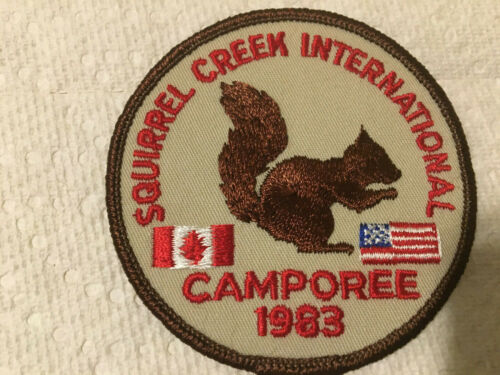 SQUIRREL CREEK INTERNATIONAL
CAMPOREE
1983